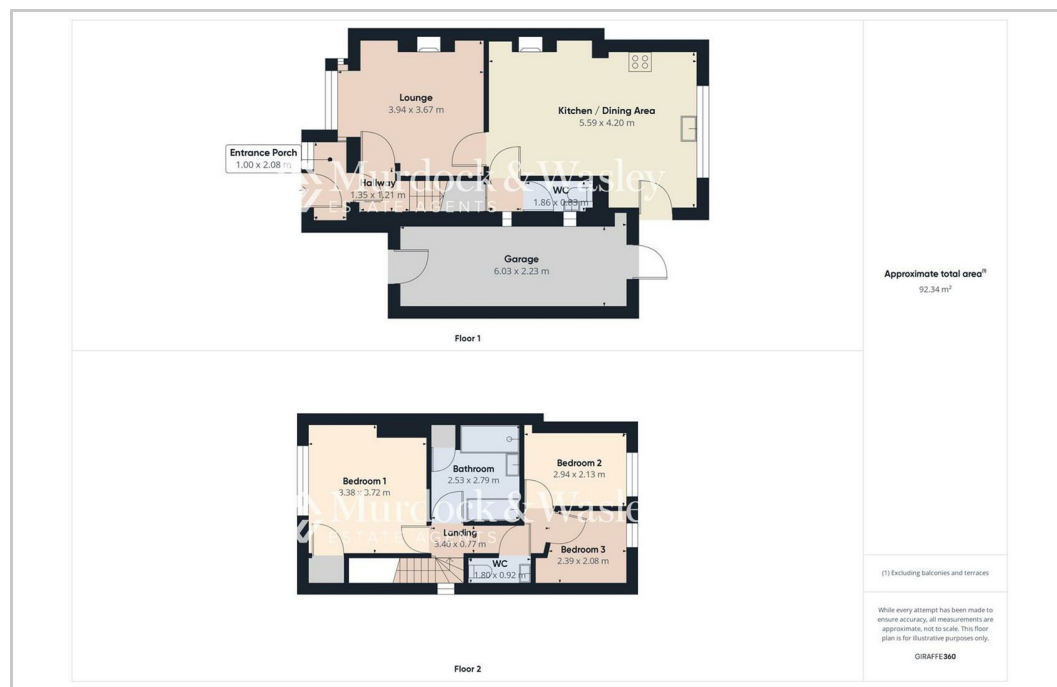 Lounge
3.94 x 3.67 m
Kitchen / Dining Area
5.59 x 4.20 m
Entrance Porch
1.00 x 2.08 m
Hallway
1.35 x 1.21 m
WC
1.86 x 0.83 m
Murdock & Wasley
ESTATE AGENTS
Garage
6.03 x 2.23 m
Floor 1
Approximate total area(1)
92.34 m²
Bedroom 1
3.38 x 3.72 m
Bathroom
2.53 x 2.79 m
Bedroom 2
2.94 x 2.13 m
Murdock & Wasley
ESTATE AGENTS
Landing
3.40 x 0.77 m
WC
1.80 x 0.92 m
Bedroom 3
2.39 x 2.08 m
Floor 2
(1) Excluding balconies and terraces
While every attempt has been made to
ensure accuracy, all measurements are
approximate, not to scale. This floor
plan is for illustrative purposes only.
GIRAFFE360